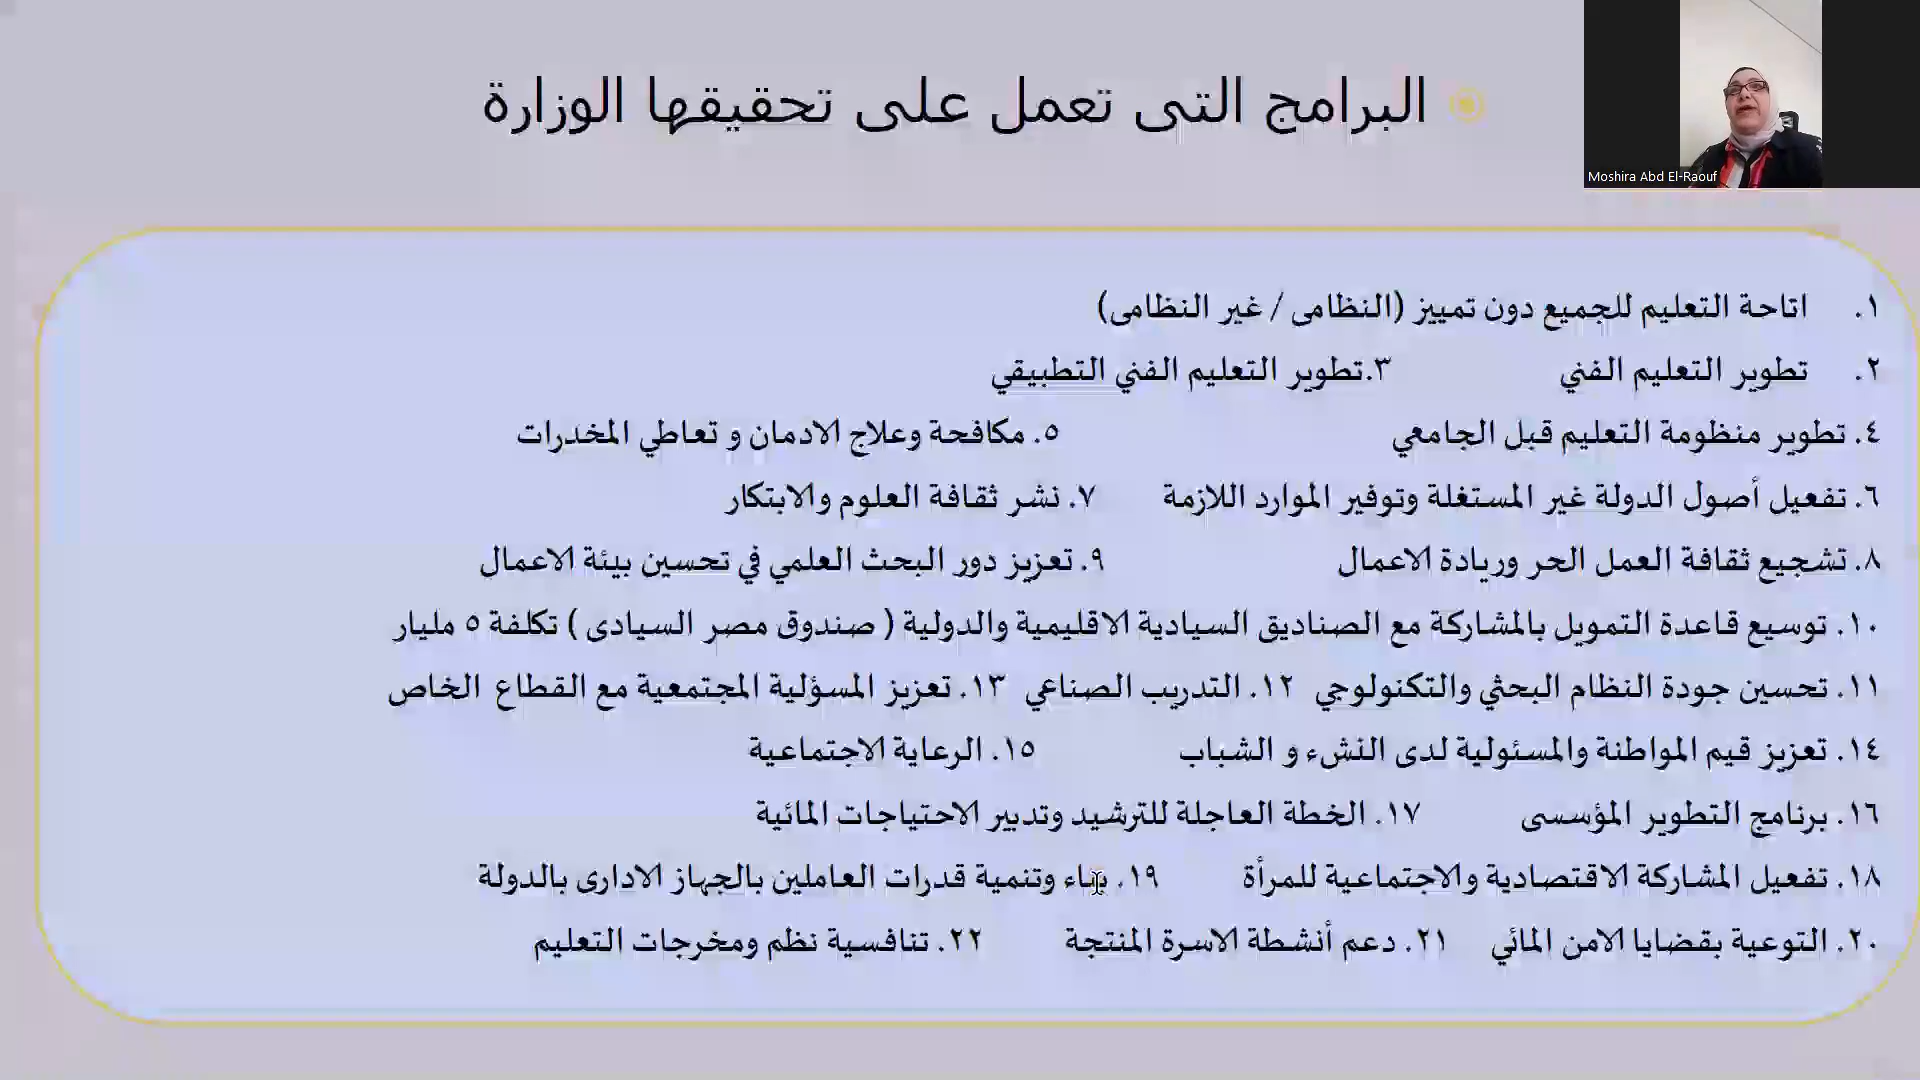 البرامج التى تعمل على تحقيقها الوزارة
Moshira Abd El-Raouf
١. اتاحة التعليم للجميع دون تمييز (النظامى / غير النظامى)
٢. تطوير التعليم الفني ٣.تطوير التعليم الفني التطبيقي
٤. تطوير منظومة التعليم قبل الجامعي ٥. مكافحة وعلاج الادمان و تعاطي المخدرات
٦. تفعيل أصول الدولة غير المستغلة وتوفير الموارد اللازمة ٧. نشر ثقافة العلوم والابتكار
٨. تشجيع ثقافة العمل الحر وريادة الاعمال ٩. تعزيز دور البحث العلمي في تحسين بيئة الاعمال
١٠. توسيع قاعدة التمويل بالمشاركة مع الصناديق السيادية الاقليمية والدولية ( صندوق مصر السيادى ) تكلفة ٥ مليار
١١. تحسين جودة النظام البحثي والتكنولوجي ١٢. التدريب الصناعي ١٣. تعزيز المسؤلية المجتمعية مع القطاع الخاص
١٤. تعزيز قيم المواطنة والمسئولية لدى النشء و الشباب ١٥. الرعاية الاجتماعية
١٦. برنامج التطوير المؤسسى ١٧. الخطة العاجلة للترشيد وتدبير الاحتياجات المائية
١٨. تفعيل المشاركة الاقتصادية والاجتماعية للمرأة ١٩. بناء وتنمية قدرات العاملين بالجهاز الادارى بالدولة
٢٠. التوعية بقضايا الامن المائي ٢١. دعم أنشطة الاسرة المنتجة ٢٢. تنافسية نظم ومخرجات التعليم